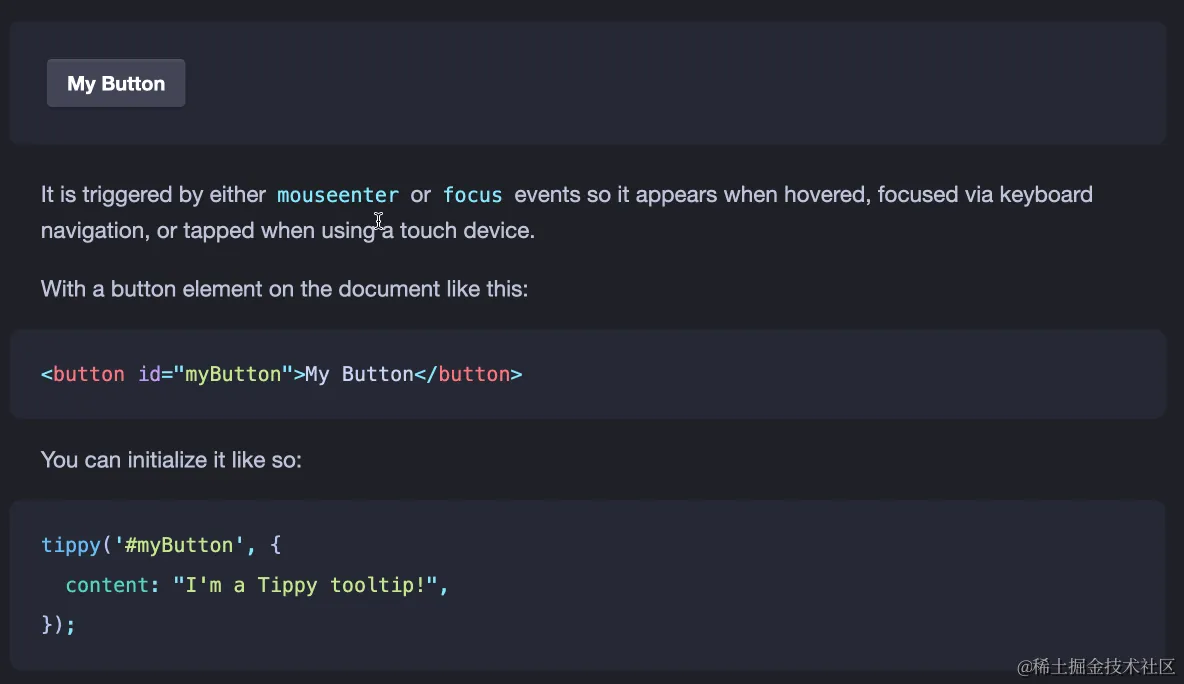 My Button
It is triggered by either mouseenter or focus events so it appears when hovered, focused via keyboard
navigation, or tapped when using a touch device.
With a button element on the document like this:
<button id="myButton">My Button</button>
You can initialize it like so:
tippy('#myButton', {
  content: "I'm a Tippy tooltip!",
});
@稀土掘金技术社区